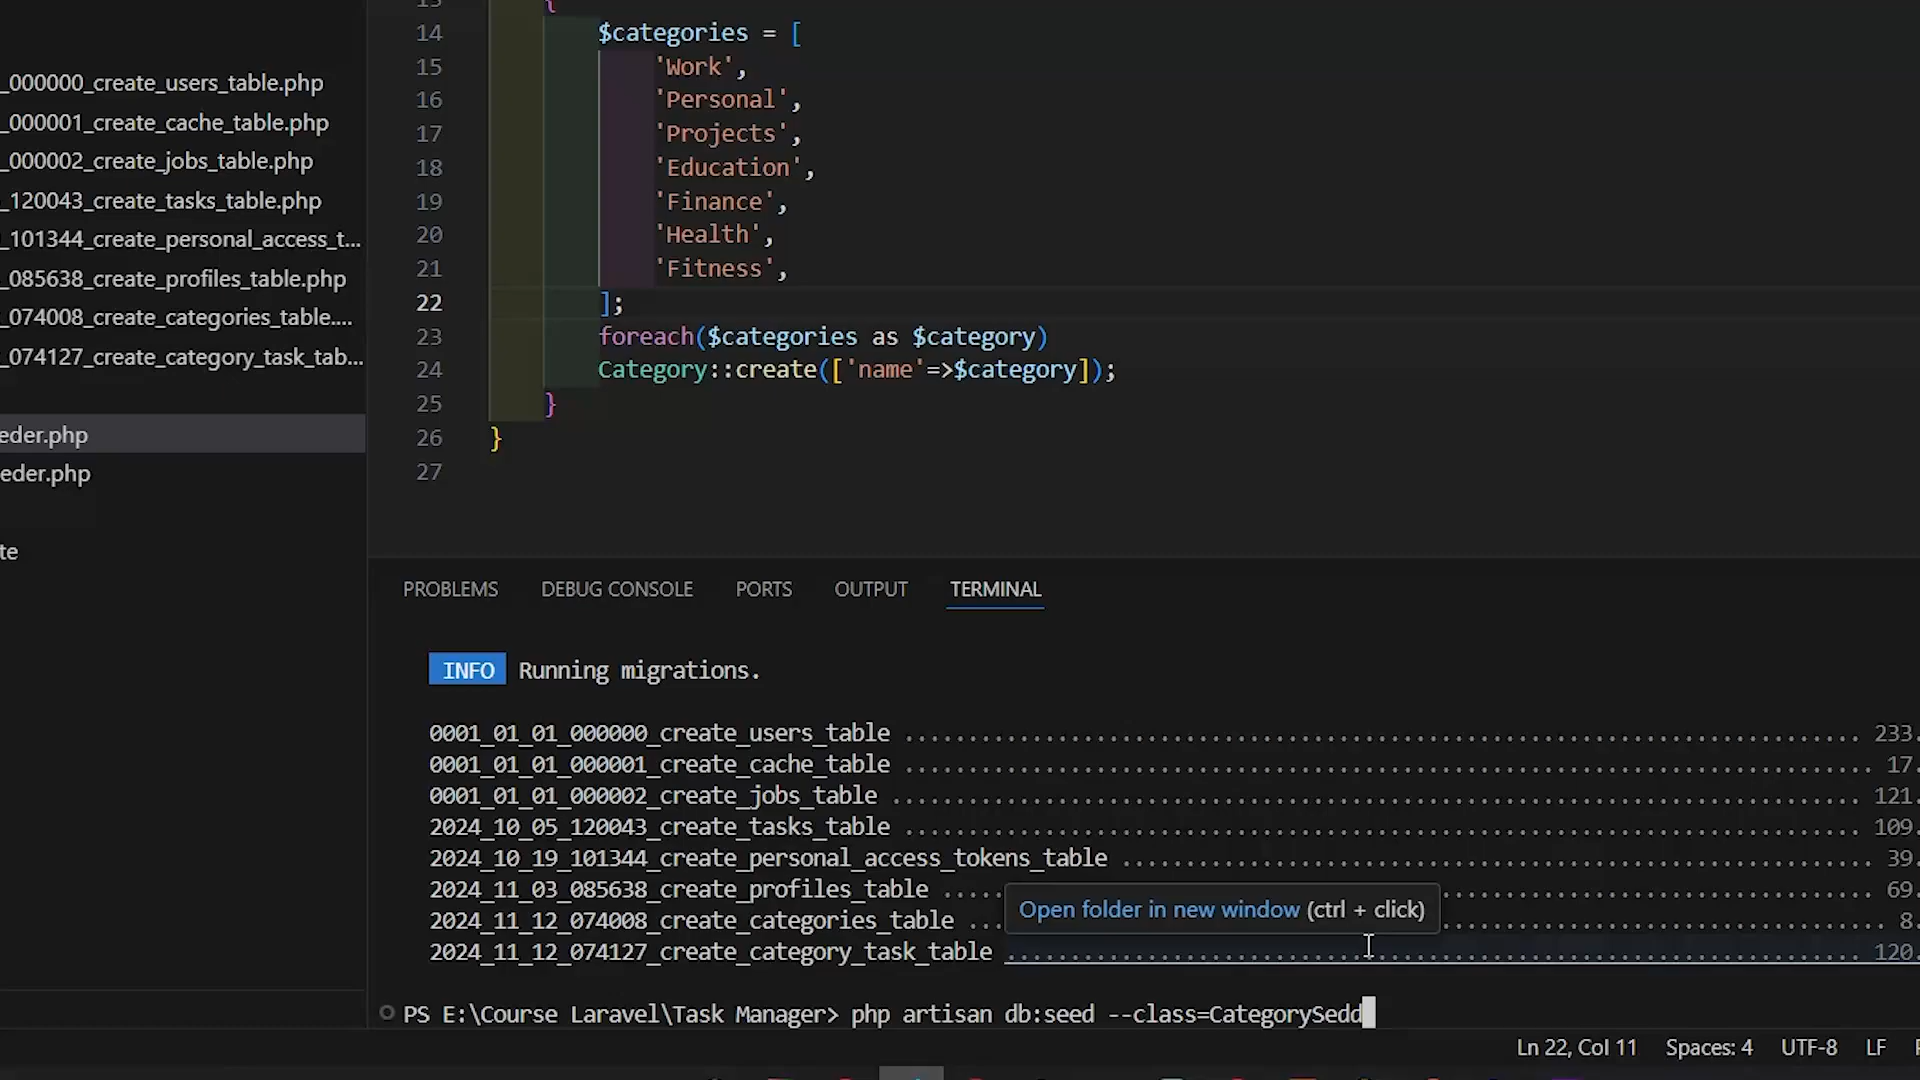 _000000_create_users_table.php
_000001_create_cache_table.php
_000002_create_jobs_table.php
_120043_create_tasks_table.php
_101344_create_personal_access_t...
_085638_create_profiles_table.php
_074008_create_categories_table....
_074127_create_category_task_tab...
eder.php
eder.php
te
13 {
14 $categories = [
15 'Work',
16 'Personal',
17 'Projects',
18 'Education',
19 'Finance',
20 'Health',
21 'Fitness',
22 ];
23 foreach($categories as $category)
24 Category::create(['name'=>$category]);
25 }
26 }
27
PROBLEMS DEBUG CONSOLE PORTS OUTPUT TERMINAL
INFO Running migrations.
0001_01_01_000000_create_users_table ........................................................................... 233.
0001_01_01_000001_create_cache_table ............................................................................ 17.
0001_01_01_000002_create_jobs_table ............................................................................ 121.
2024_10_05_120043_create_tasks_table ........................................................................... 109.
2024_10_19_101344_create_personal_access_tokens_table ........................................................... 39.
2024_11_03_085638_create_profiles_table ......................................................................... 69.
Open folder in new window (ctrl + click)
2024_11_12_074008_create_categories_table ........................................................................ 8.
2024_11_12_074127_create_category_task_table ................................................................... 120.
PS E:\Course Laravel\Task Manager> php artisan db:seed --class=CategorySedd
Ln 22, Col 11 Spaces: 4 UTF-8 LF